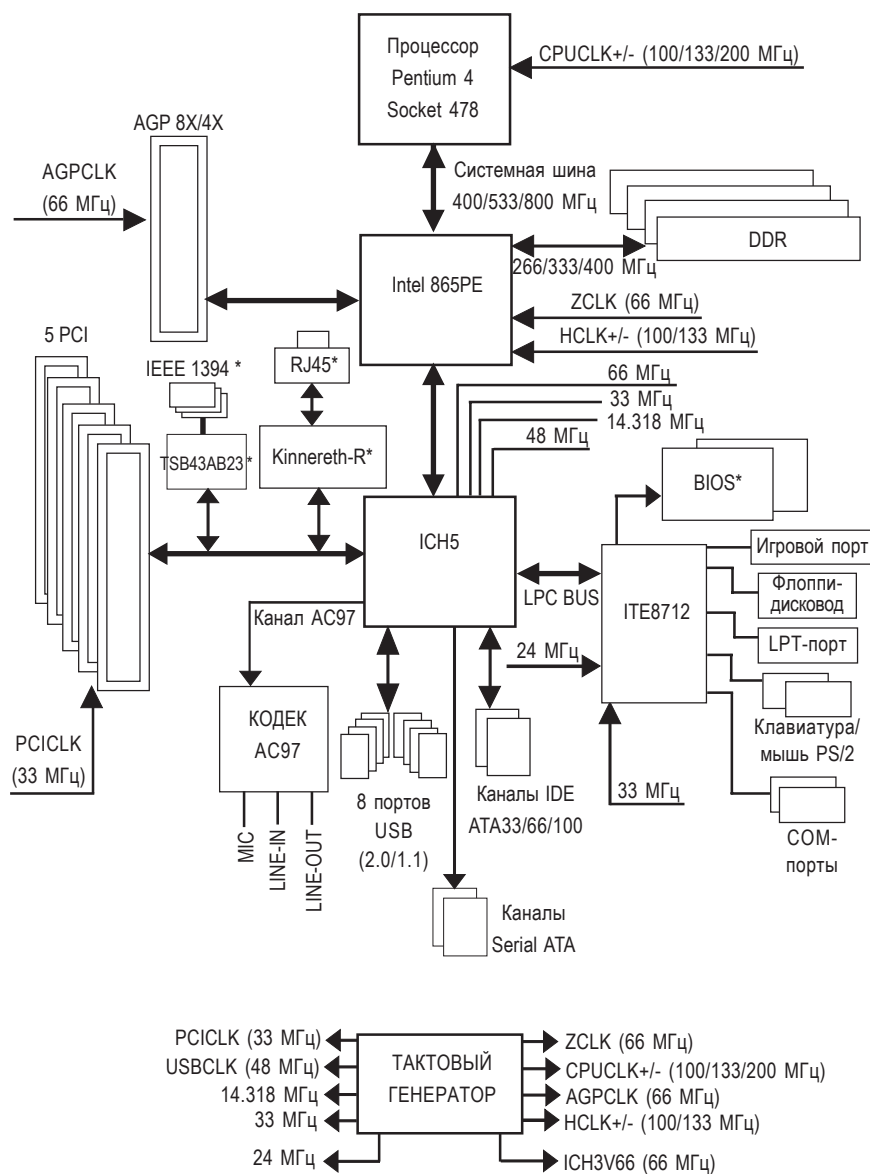 Процессор
Pentium 4
Socket 478
CPUCLK+/- (100/133/200 МГц)
AGP 8X/4X
AGPCLK
(66 МГц)
Системная шина
400/533/800 МГц
DDR
266/333/400 МГц
Intel 865PE
ZCLK (66 МГц)
HCLK+/- (100/133 МГц)
5 PCI
IEEE 1394 *
RJ45*
66 МГц
33 МГц
14.318 МГц
48 МГц
TSB43AB23 *
Kinnereth-R*
BIOS*
ICH5
LPC BUS
ITE8712
Игровой порт
Флоппи-
дисковод
LPT-порт
Канал AC97
24 МГц
Клавиатура/
мышь PS/2
PCICLK
(33 МГц)
КОДЕК
AC97
33 МГц
MIC
LINE-IN
LINE-OUT
8 портов
USB
(2.0/1.1)
Каналы IDE
ATA33/66/100
COM-
порты
Каналы
Serial ATA
PCICLK (33 МГц)
USBCLK (48 МГц)
14.318 МГц
33 МГц
24 МГц
ТАКТОВЫЙ
ГЕНЕРАТОР
ZCLK (66 МГц)
CPUCLK+/- (100/133/200 МГц)
AGPCLK (66 МГц)
HCLK+/- (100/133 МГц)
ICH3V66 (66 МГц)